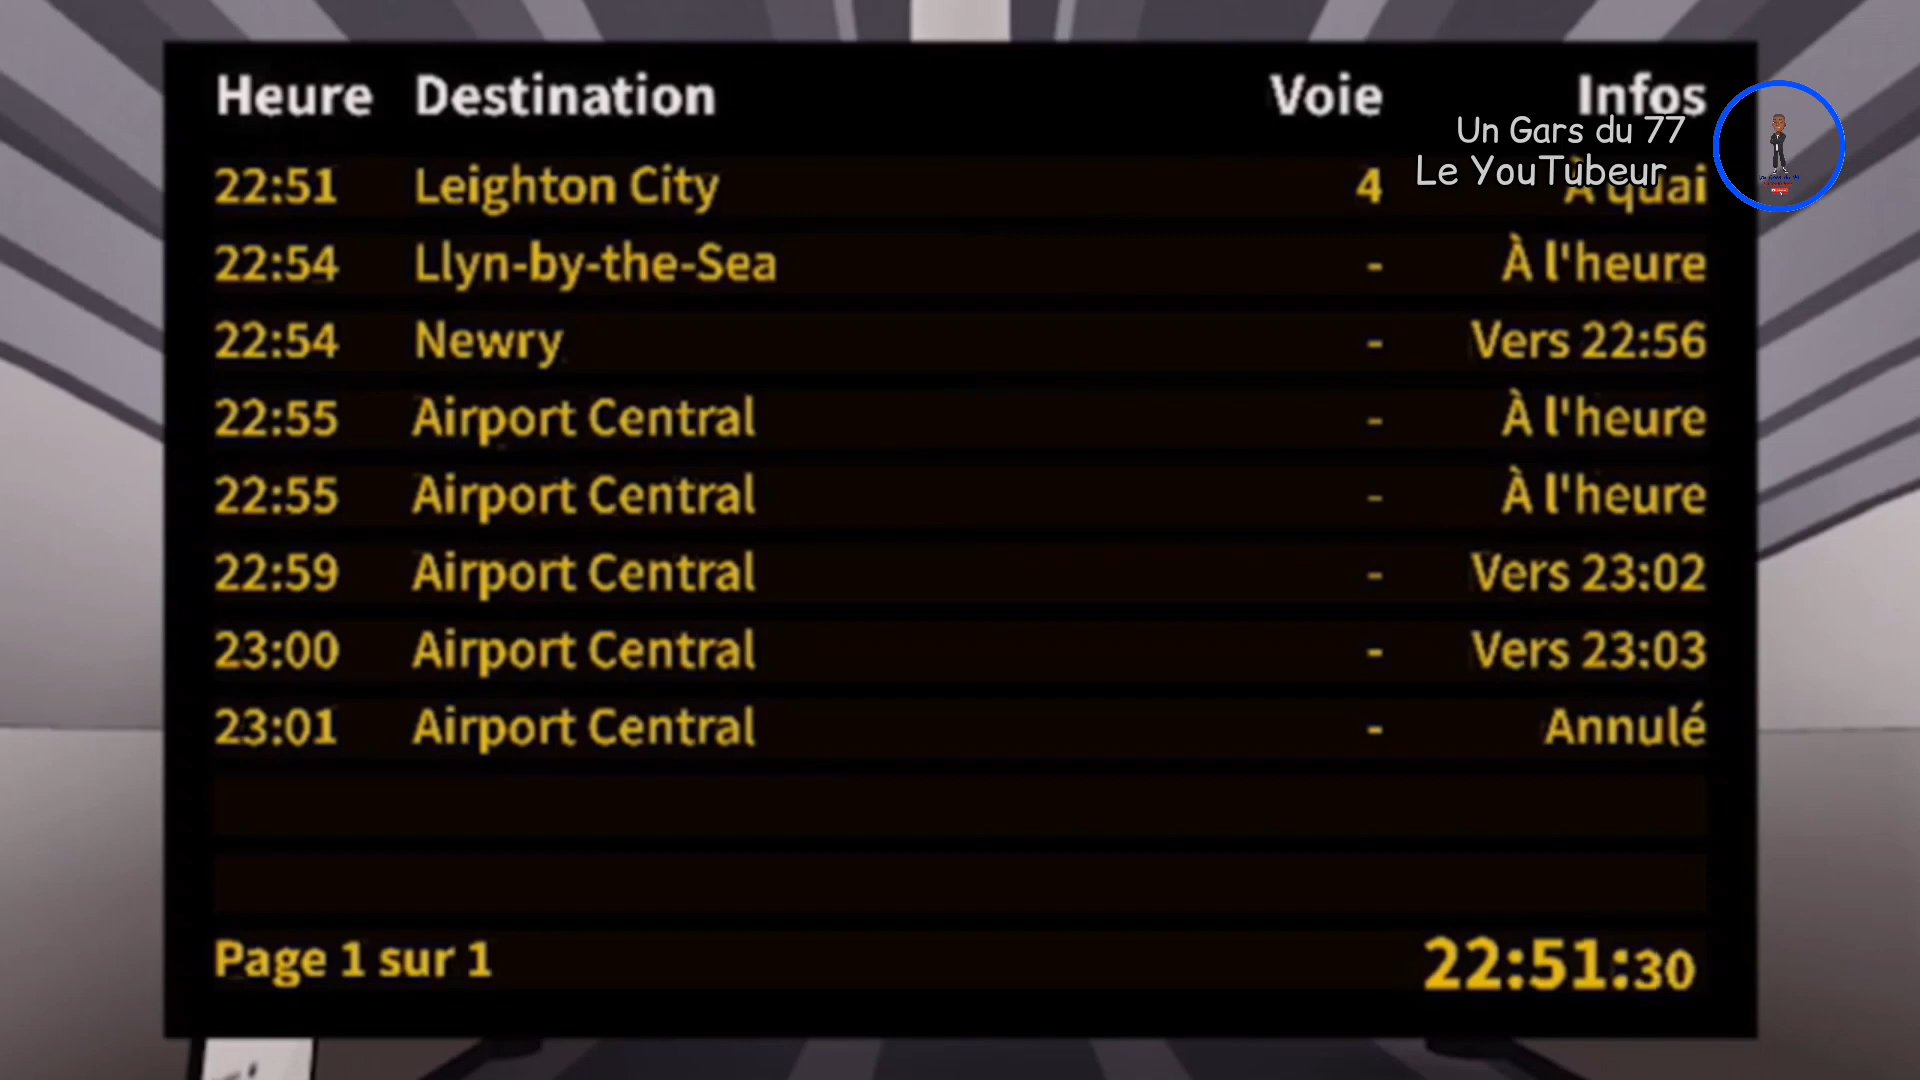 Heure Destination Voie Infos
Un Gars du 77
Le YouTubeur
22:51 Leighton City 4 À quai
22:54 Llyn-by-the-Sea - À l'heure
22:54 Newry - Vers 22:56
22:55 Airport Central - À l'heure
22:55 Airport Central - À l'heure
22:59 Airport Central - Vers 23:02
23:00 Airport Central - Vers 23:03
23:01 Airport Central - Annulé
Page 1 sur 1 22:51:30